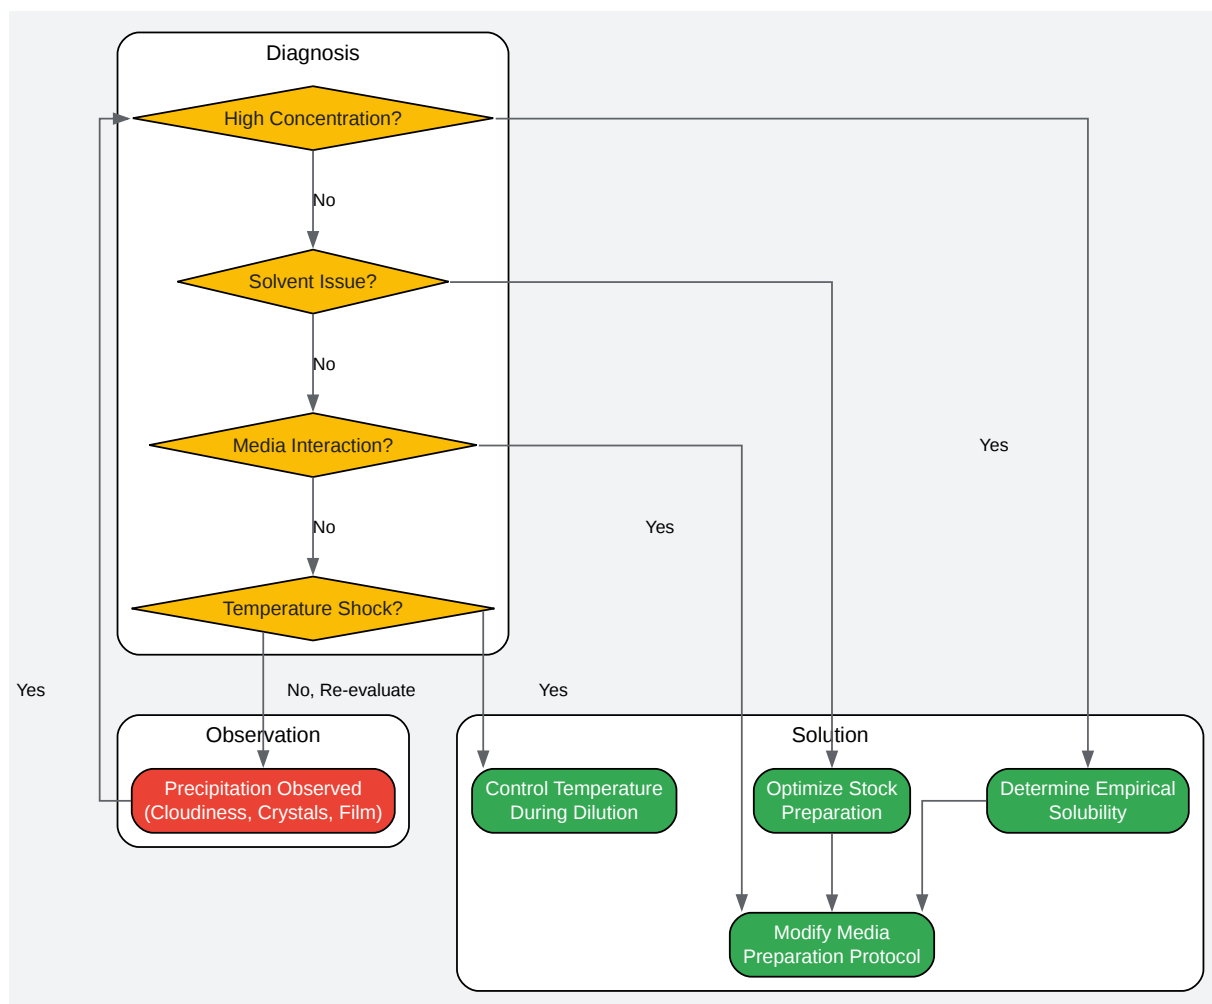 Diagnosis
High Concentration?
No
Solvent Issue?
No
Media Interaction?
Yes
No
Yes
Temperature Shock?
Yes
No, Re-evaluate
Yes
Observation
Solution
Precipitation Observed
(Cloudiness, Crystals, Film)
Control Temperature
During Dilution
Optimize Stock
Preparation
Determine Empirical
Solubility
Modify Media
Preparation Protocol